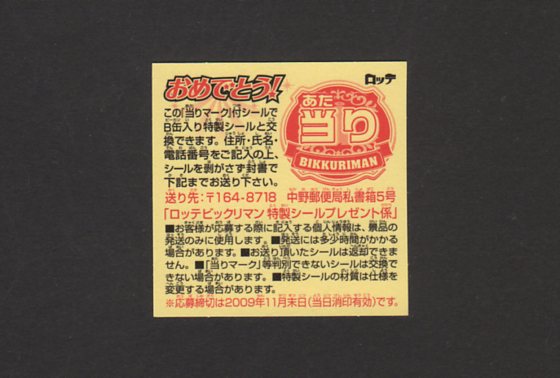 おめでとう!
ロッテ
この「当りマーク」付シールで
B缶入り特製シールと交
換できます。住所・氏名・
電話番号をご記入の上、
シールを剥がさず封書で
下記までお送り下さい。
あた
当り
BIKKURIMAN
送り先:〒164-8718 中野郵便局私書箱5号
「ロッテビックリマン 特製シールプレゼント係」
■お客様が応募する際に記入する個人情報は、景品の
発送のみに使用します。■発送には多少時間がかかる
場合があります。■お送り頂いたシールは返却できま
せん。■「当りマーク」等判別できないシールは交換で
きない場合があります。■特製シールの材質は仕様を
変更する場合があります。
※応募締切は2009年11月末日(当日消印有効)です。